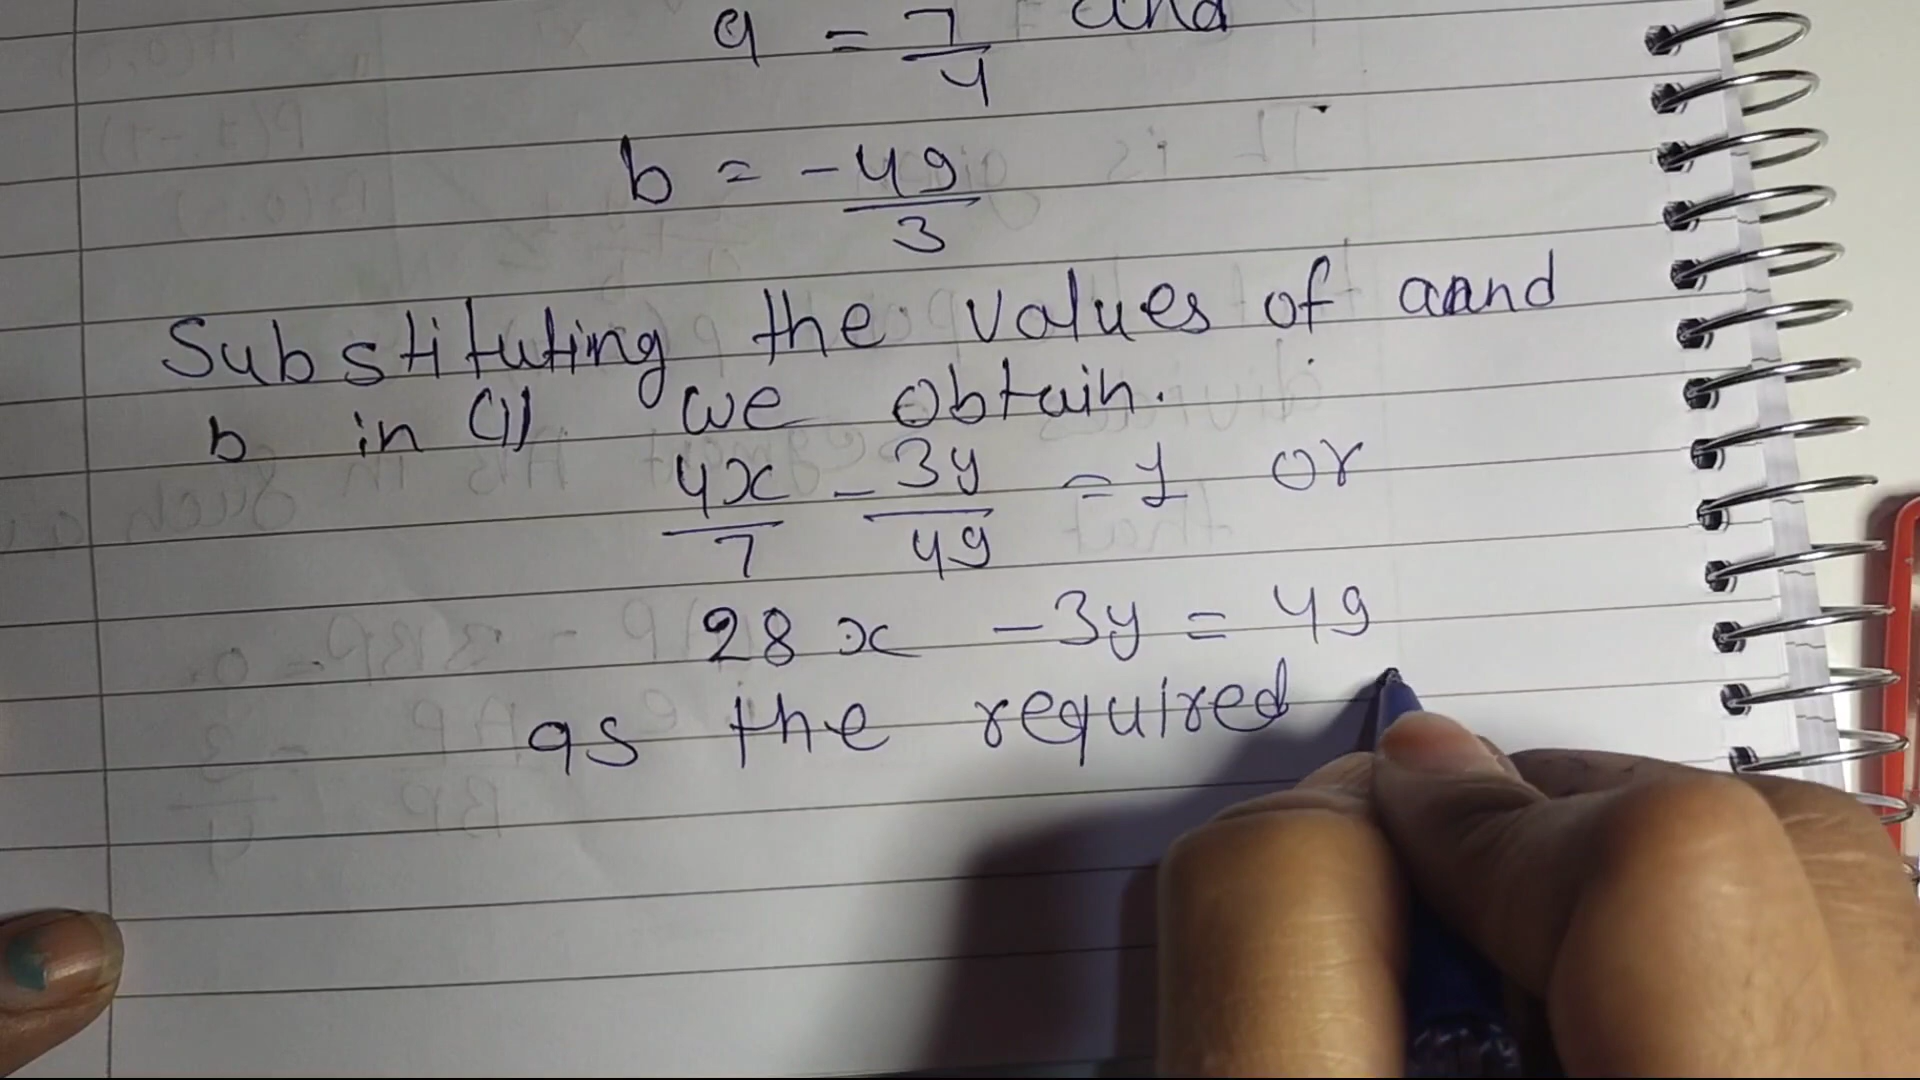 a = 7/4 and
b = -49/3
Substituting the values of a and
b in (1) we obtain.
4x/7 - 3y/49 = 1 or
28x - 3y = 49
as the required